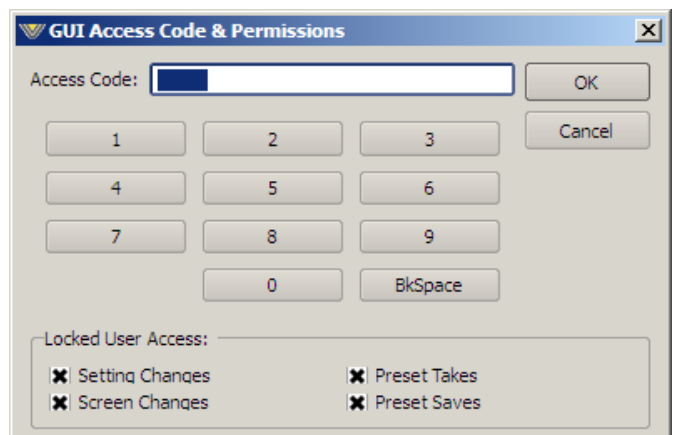 GUI Access Code & Permissions
Access Code:
OK
1 2 3 Cancel
4 5 6
7 8 9
0 BkSpace
Locked User Access:
Setting Changes Preset Takes
Screen Changes Preset Saves